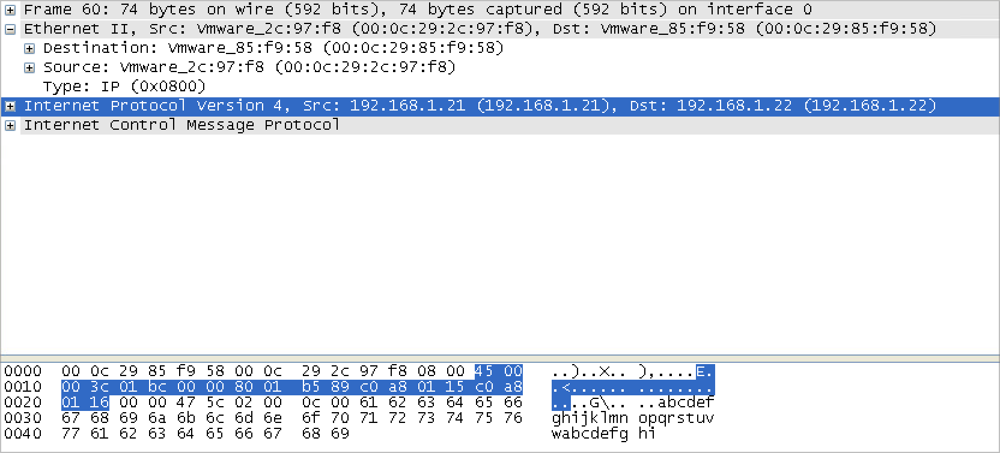 Frame 60: 74 bytes on wire (592 bits), 74 bytes captured (592 bits) on interface 0
Ethernet II, Src: Vmware_2c:97:f8 (00:0c:29:2c:97:f8), Dst: Vmware_85:f9:58 (00:0c:29:85:f9:58)
Destination: Vmware_85:f9:58 (00:0c:29:85:f9:58)
Source: Vmware_2c:97:f8 (00:0c:29:2c:97:f8)
Type: IP (0x0800)
Internet Protocol Version 4, Src: 192.168.1.21 (192.168.1.21), Dst: 192.168.1.22 (192.168.1.22)
Internet Control Message Protocol
0000 00 0c 29 85 f9 58 00 0c 29 2c 97 f8 08 00 45 00 ..)..X.. ),....E.
0010 00 3c 01 bc 00 00 80 01 b5 89 c0 a8 01 15 c0 a8 .<...... ........
0020 01 16 00 00 47 5c 02 00 0c 00 61 62 63 64 65 66 ....G\.. ..abcdef
0030 67 68 69 6a 6b 6c 6d 6e 6f 70 71 72 73 74 75 76 ghijklmn opqrstuv
0040 77 61 62 63 64 65 66 67 68 69 wabcdefg hi